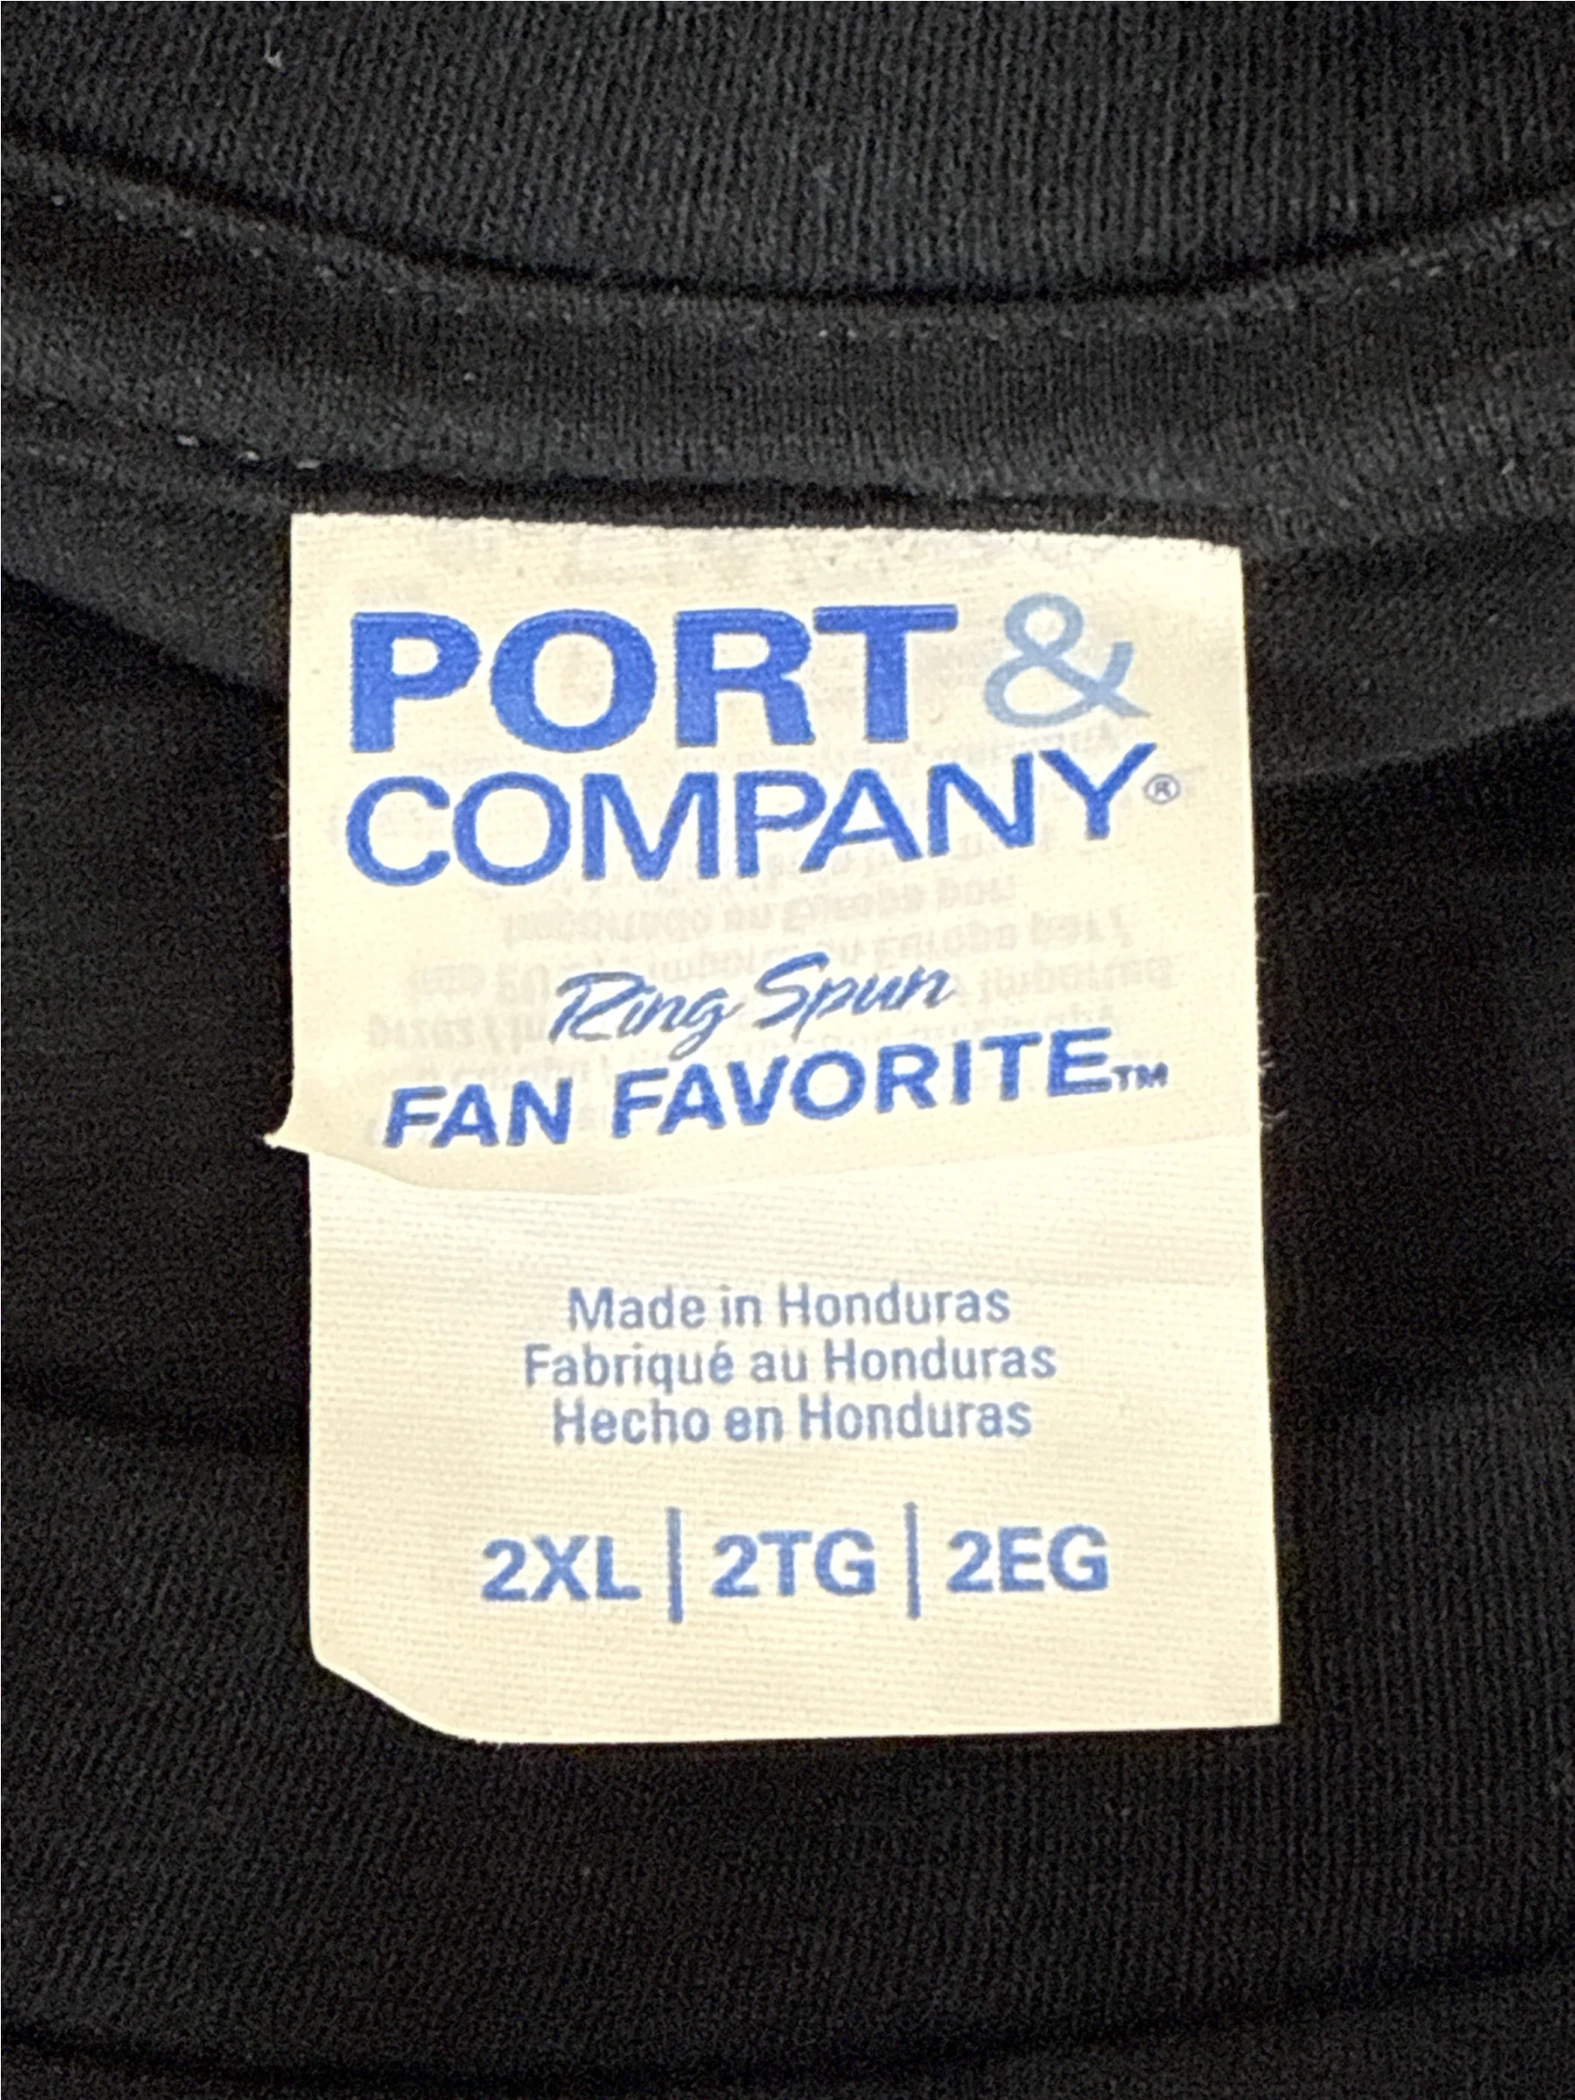 PORT &
COMPANY®
Ring Spun
FAN FAVORITE™
Made in Honduras
Fabriqué au Honduras
Hecho en Honduras
2XL | 2TG | 2EG